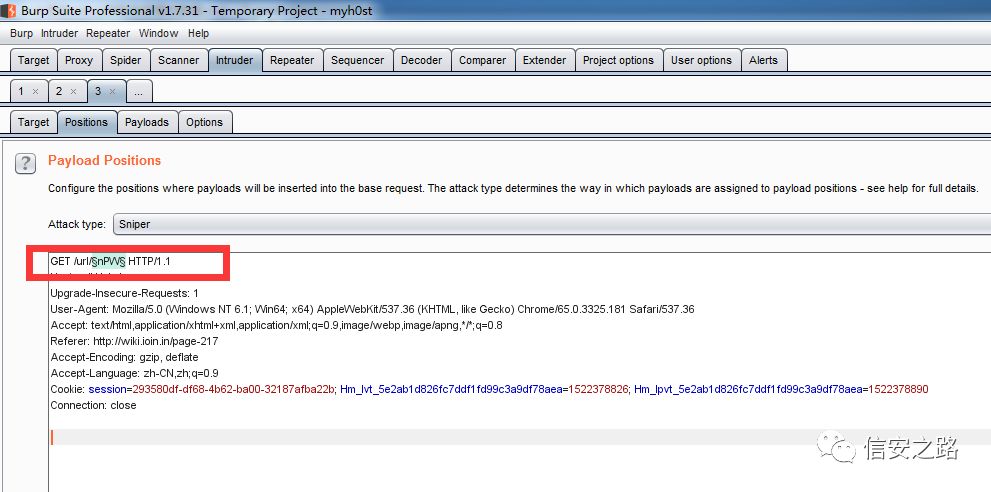 Burp Suite Professional v1.7.31 - Temporary Project - myh0st
Burp Intruder Repeater Window Help
Target Proxy Spider Scanner Intruder Repeater Sequencer Decoder Comparer Extender Project options User options Alerts
1 × 2 × 3 × ...
Target Positions Payloads Options
? Payload Positions
Configure the positions where payloads will be inserted into the base request. The attack type determines the way in which payloads are assigned to payload positions - see help for full details.
Attack type: Sniper
GET /url/§nPVV§ HTTP/1.1
Upgrade-Insecure-Requests: 1
User-Agent: Mozilla/5.0 (Windows NT 6.1; Win64; x64) AppleWebKit/537.36 (KHTML, like Gecko) Chrome/65.0.3325.181 Safari/537.36
Accept: text/html,application/xhtml+xml,application/xml;q=0.9,image/webp,image/apng,*/*;q=0.8
Referer: http://wiki.ioin.in/page-217
Accept-Encoding: gzip, deflate
Accept-Language: zh-CN,zh;q=0.9
Cookie: session=293580df-df68-4b62-ba00-32187afba22b; Hm_lvt_5e2ab1d826fc7ddf1fd99c3a9df78aea=1522378826; Hm_lpvt_5e2ab1d826fc7ddf1fd99c3a9df78aea=1522378890
Connection: close
信安之路